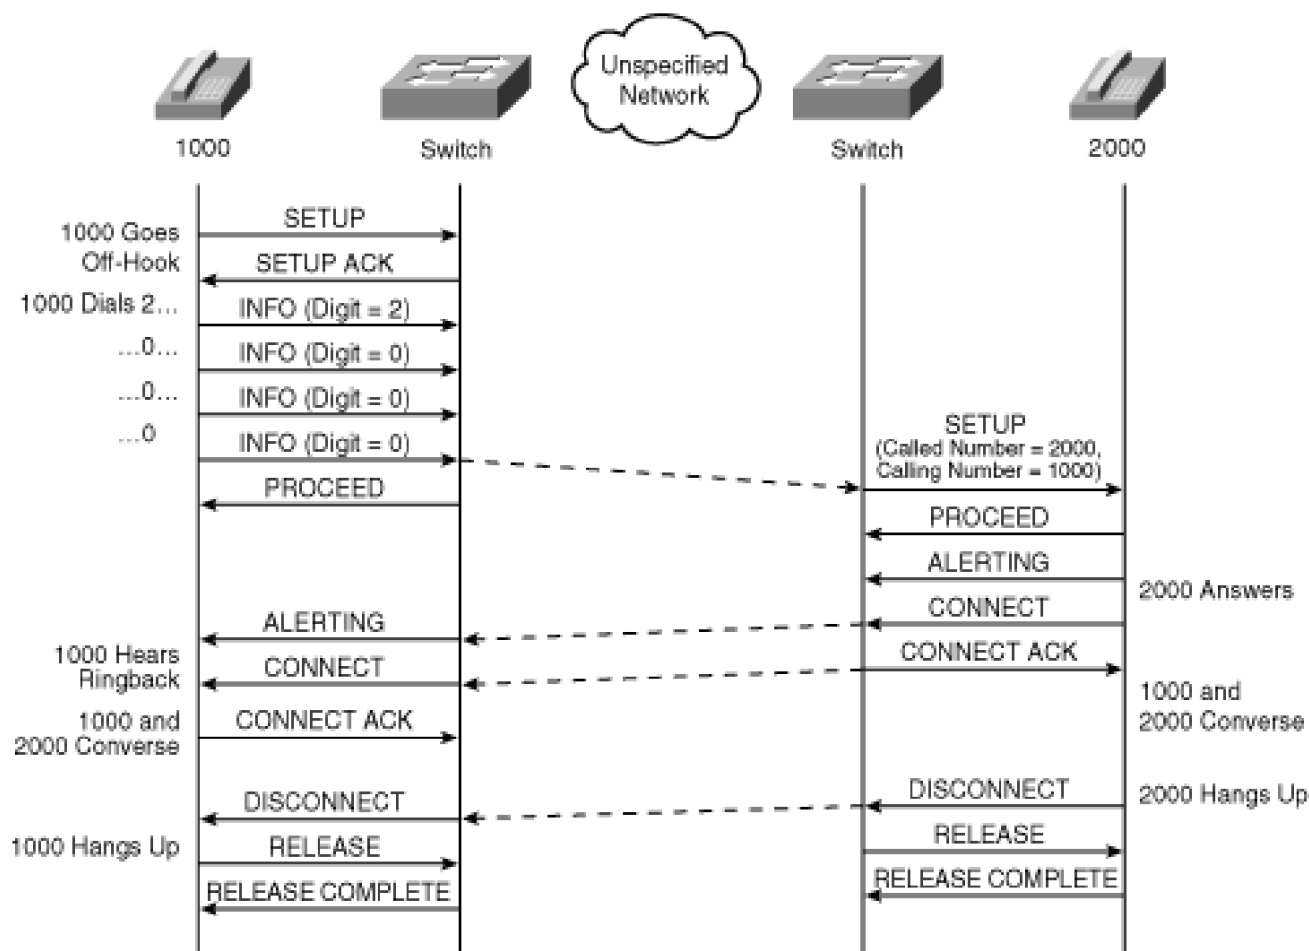 Unspecified
Network
1000
Switch
Switch
2000
SETUP
1000 Goes
Off-Hook
SETUP ACK
1000 Dials 2...
INFO (Digit = 2)
...0...
INFO (Digit = 0)
...0...
INFO (Digit = 0)
...0
INFO (Digit = 0)
SETUP
(Called Number = 2000,
Calling Number = 1000)
PROCEED
PROCEED
ALERTING
2000 Answers
CONNECT
ALERTING
CONNECT ACK
1000 Hears
Ringback
CONNECT
1000 and
2000 Converse
1000 and
2000 Converse
CONNECT ACK
DISCONNECT
2000 Hangs Up
DISCONNECT
RELEASE
1000 Hangs Up
RELEASE
RELEASE COMPLETE
RELEASE COMPLETE